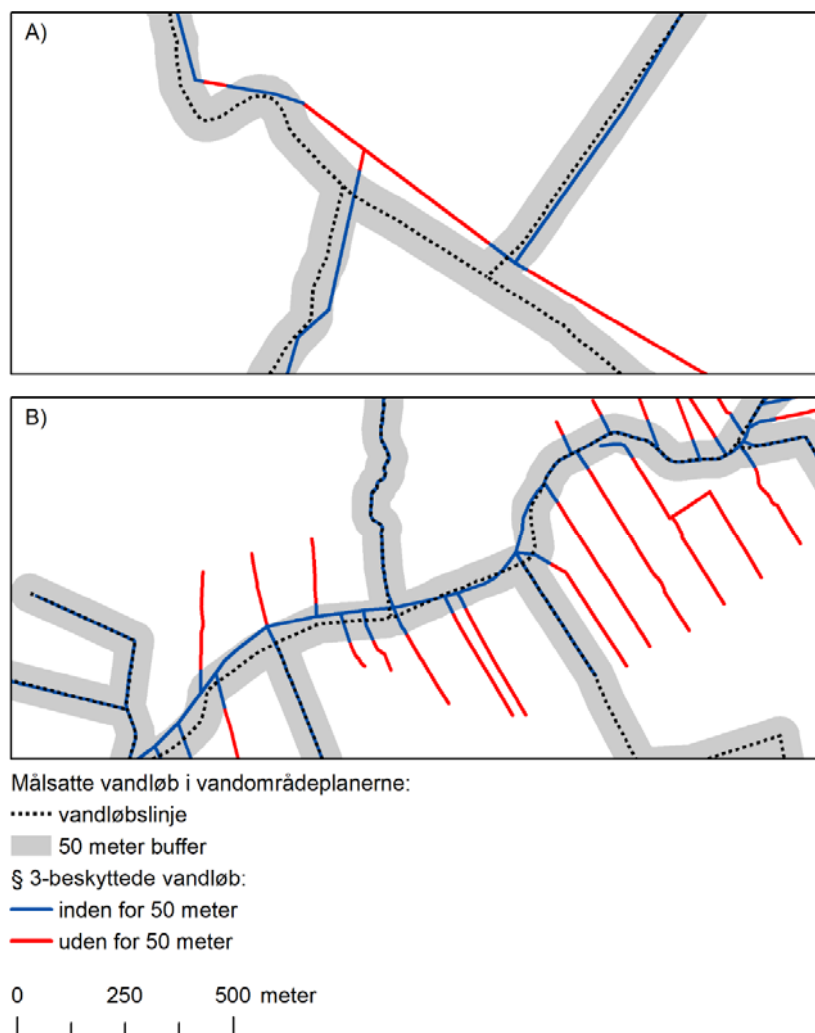 A)
B)
Målsatte vandløb i vandområdeplanerne:
vandløbslinje
50 meter buffer
§ 3-beskyttede vandløb:
inden for 50 meter
uden for 50 meter
0 250 500 meter